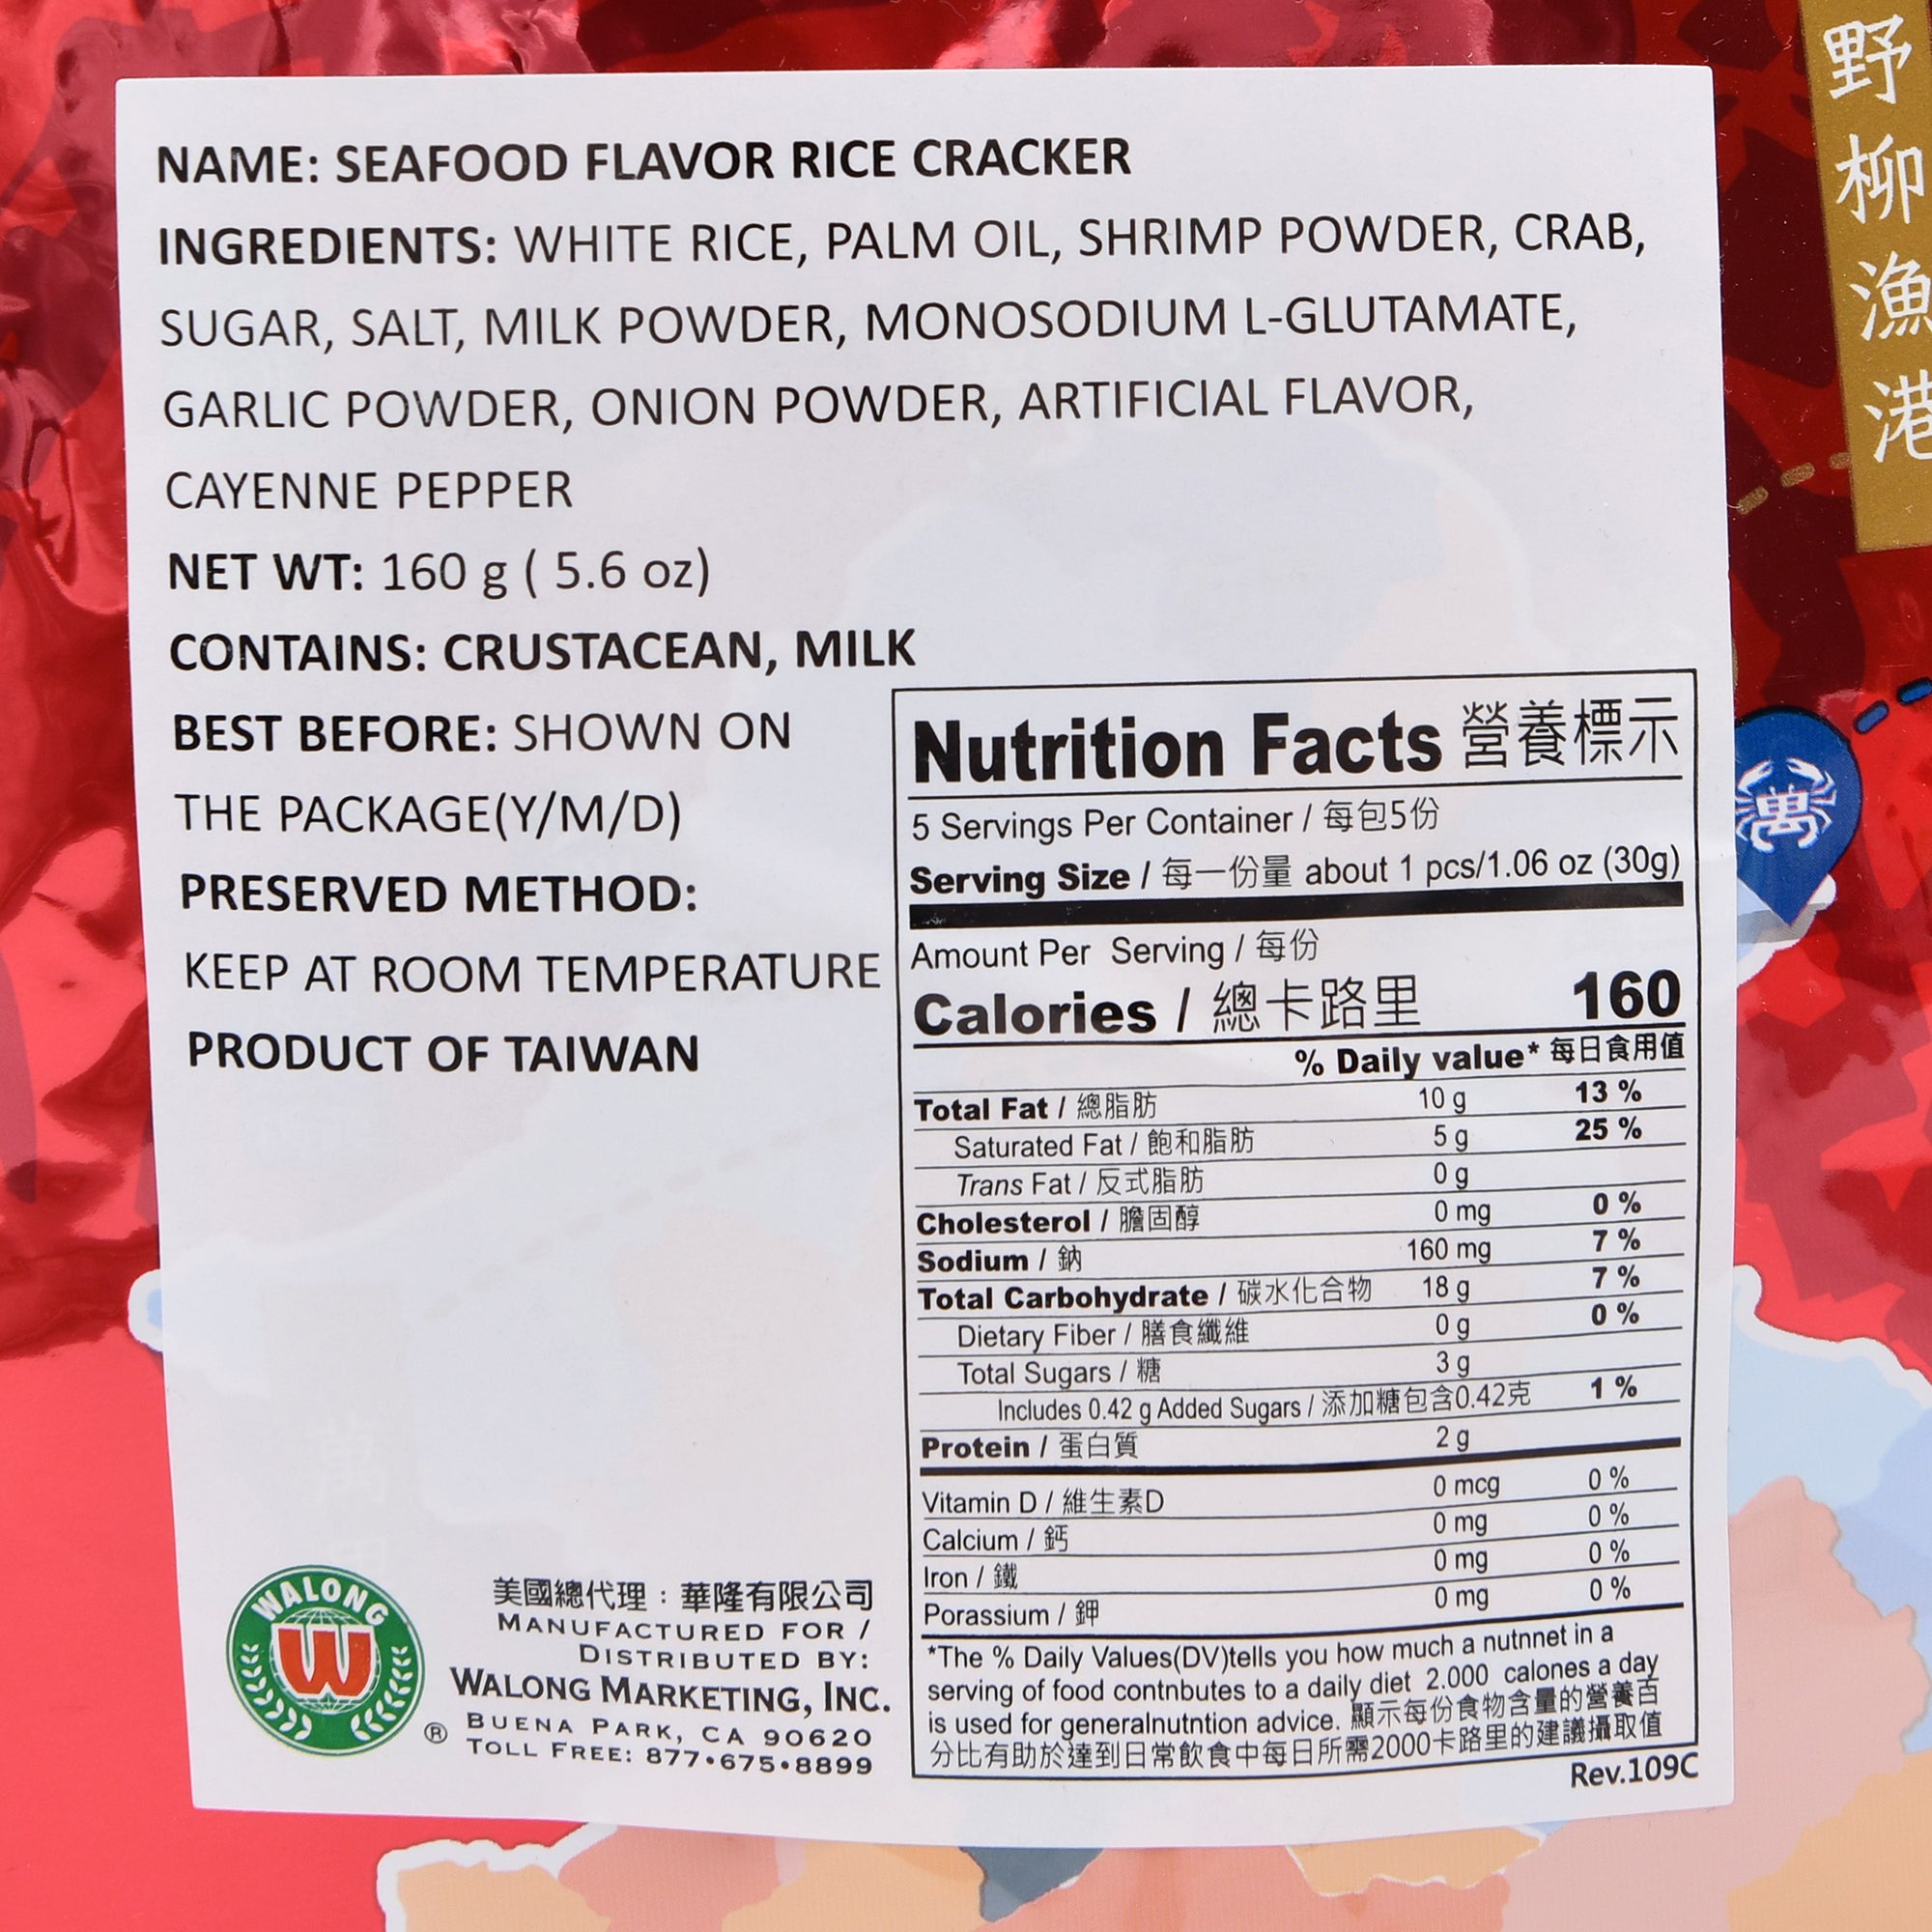 NAME: SEAFOOD FLAVOR RICE CRACKER
INGREDIENTS: WHITE RICE, PALM OIL, SHRIMP POWDER, CRAB,
SUGAR, SALT, MILK POWDER, MONOSODIUM L-GLUTAMATE,
GARLIC POWDER, ONION POWDER, ARTIFICIAL FLAVOR,
CAYENNE PEPPER
NET WT: 160 g ( 5.6 oz)
CONTAINS: CRUSTACEAN, MILK
BEST BEFORE: SHOWN ON
THE PACKAGE(Y/M/D)
PRESERVED METHOD:
KEEP AT ROOM TEMPERATURE
PRODUCT OF TAIWAN
Nutrition Facts 營養標示
5 Servings Per Container / 每包5份
Serving Size / 每一份量 about 1 pcs/1.06 oz (30g)
Amount Per Serving / 每份
Calories / 總卡路里 160
% Daily value* 每日食用值
Total Fat / 總脂肪 10 g 13 %
Saturated Fat / 飽和脂肪 5 g 25 %
Trans Fat / 反式脂肪 0 g
Cholesterol / 膽固醇 0 mg 0 %
Sodium / 鈉 160 mg 7 %
Total Carbohydrate / 碳水化合物 18 g 7 %
Dietary Fiber / 膳食纖維 0 g 0 %
Total Sugars / 糖 3 g
Includes 0.42 g Added Sugars / 添加糖包含0.42克 1 %
Protein / 蛋白質 2 g
Vitamin D / 維生素D 0 mcg 0 %
Calcium / 鈣 0 mg 0 %
Iron / 鐵 0 mg 0 %
Porassium / 鉀 0 mg 0 %
*The % Daily Values(DV)tells you how much a nutnnet in a
serving of food contnbutes to a daily diet 2.000 calones a day
is used for generalnutntion advice. 顯示每份食物含量的營養百
分比有助於達到日常飲食中每日所需2000卡路里的建議攝取值
Rev.109C
WALONG
W
®
美國總代理：華隆有限公司
MANUFACTURED FOR /
DISTRIBUTED BY:
WALONG MARKETING, INC.
BUENA PARK, CA 90620
TOLL FREE: 877•675•8899
野柳漁港
萬